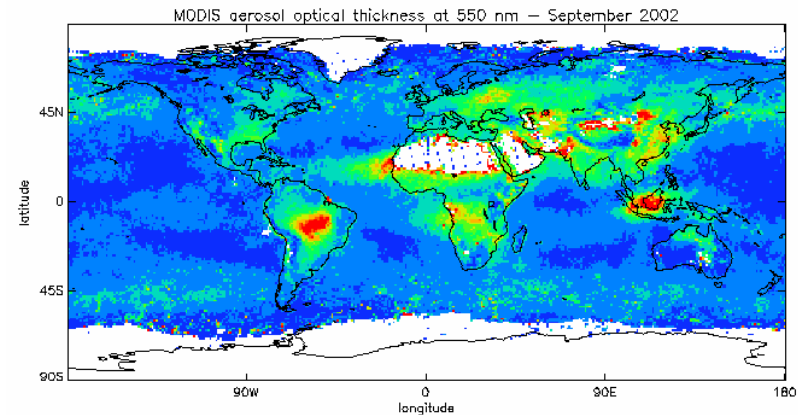 MODIS aerosol optical thickness at 550 nm — September 2002
latitude
45N
0
45S
90S
90W 0 90E 180
longitude